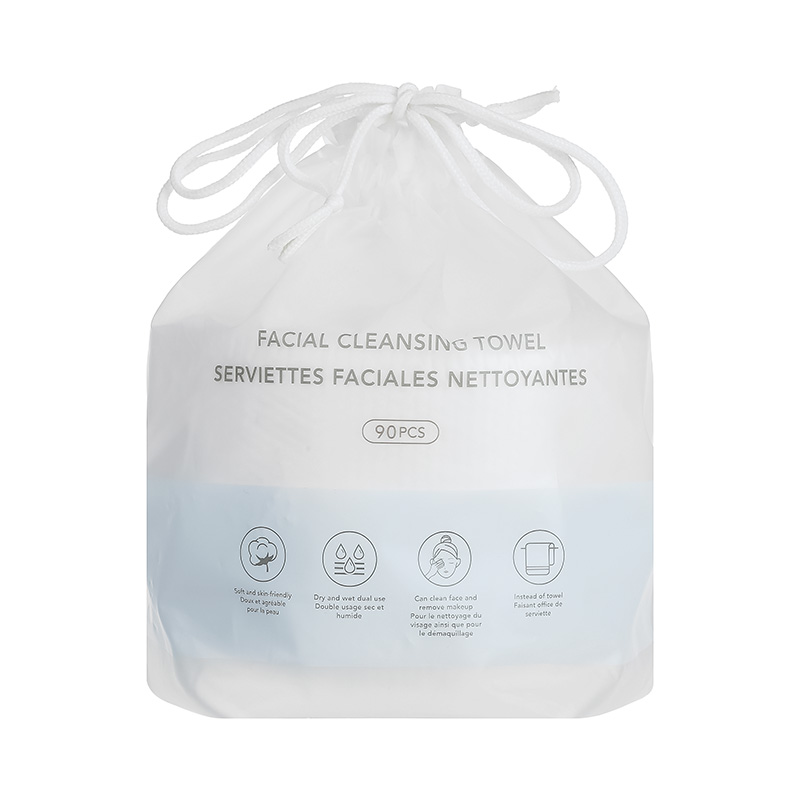 FACIAL CLEANSING TOWEL
SERVIETTES FACIALES NETTOYANTES
90PCS
Soft and skin-friendly
Doux et agréable
pour la peau
Dry and wet dual use
Double usage sec et
humide
Can clean face and
remove makeup
Pour le nettoyage du
visage ainsi que pour
le démaquillage
Instead of towel
Faisant office de
serviette